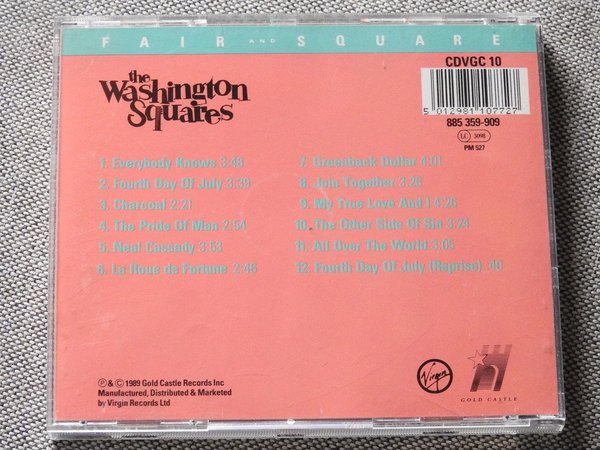 FAIR AND SQUARE
the
Washington
Squares
CDVGC 10
5 012981 107727
885 359-909
LC 3098
PM 527
1. Everybody Knows 3:48
2. Fourth Day Of July 3:39
3. Charcoal 2:21
4. The Pride Of Man 2:54
5. Neal Cassady 3:53
6. La Roue de Fortune 2:46
7. Greenback Dollar 4:01
8. Join Together 3:26
9. My True Love And I 4:26
10. The Other Side Of Sin 3:24
11. All Over The World 3:05
12. Fourth Day Of July (Reprise) :40
℗ & © 1989 Gold Castle Records Inc
Manufactured, Distributed & Marketed
by Virgin Records Ltd
Virgin
GOLD CASTLE